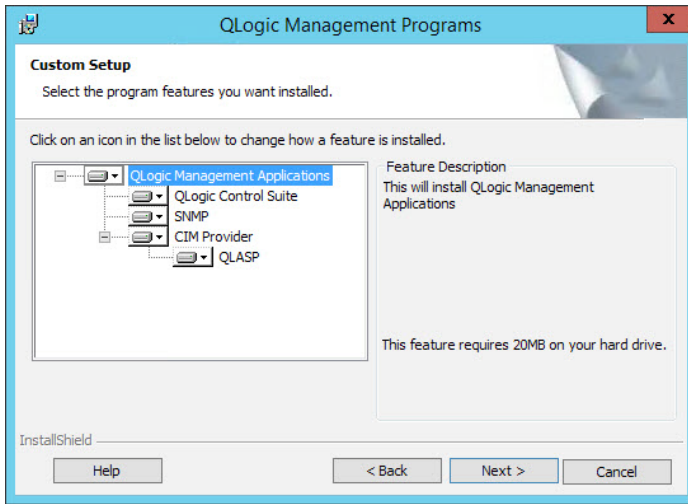 QLogic Management Programs
x
Custom Setup
Select the program features you want installed.
Click on an icon in the list below to change how a feature is installed.
QLogic Management Applications
QLogic Control Suite
SNMP
CIM Provider
QLASP
Feature Description
This will install QLogic Management
Applications
This feature requires 20MB on your hard drive.
InstallShield
Help
< Back
Next >
Cancel